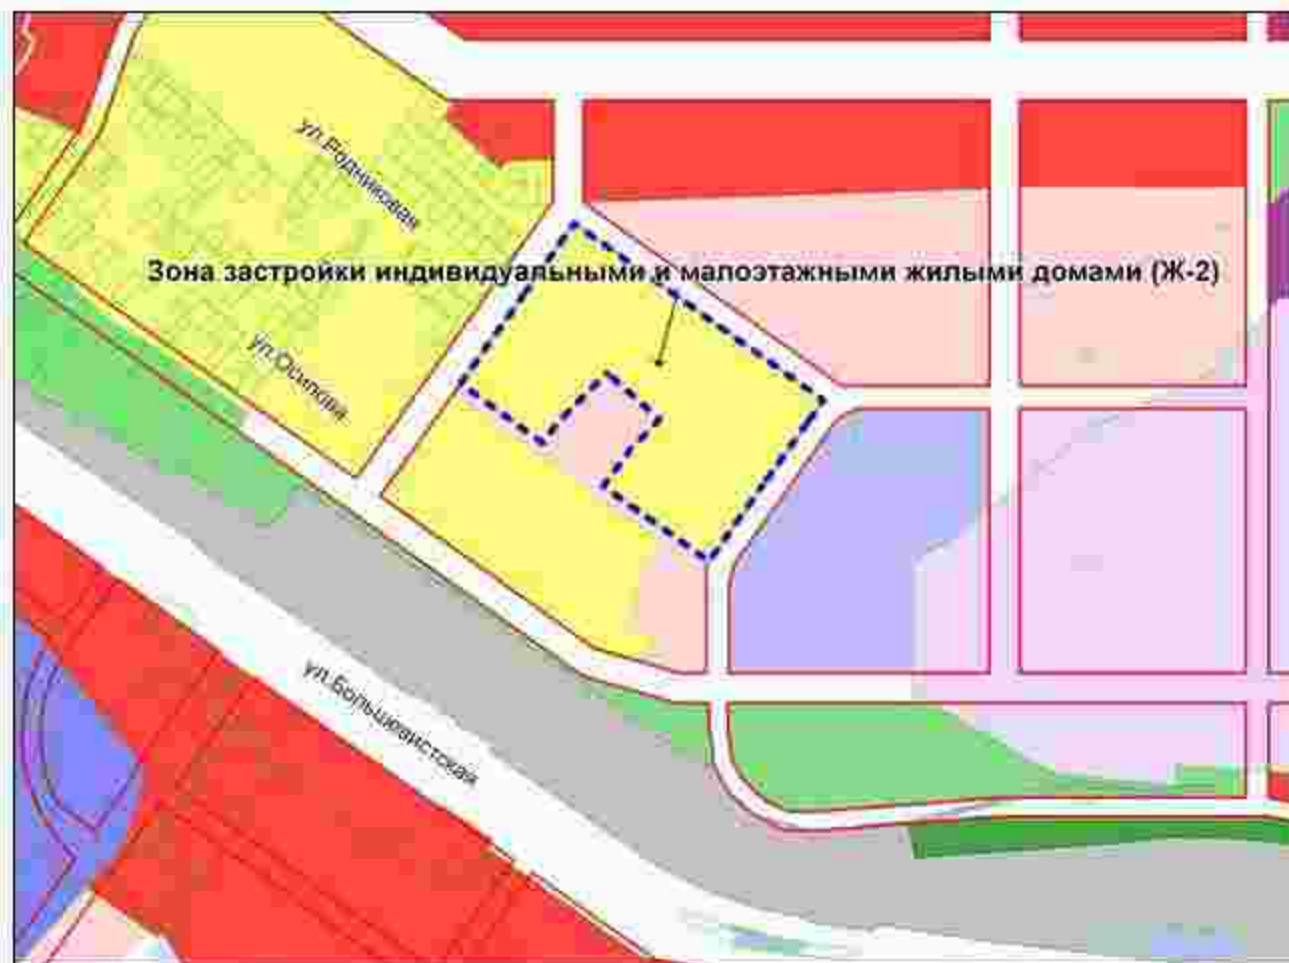 ул.Родниковая
Зона застройки индивидуальными и малоэтажными жилыми домами (Ж-2)
ул.Осипова
ул.Большевистская